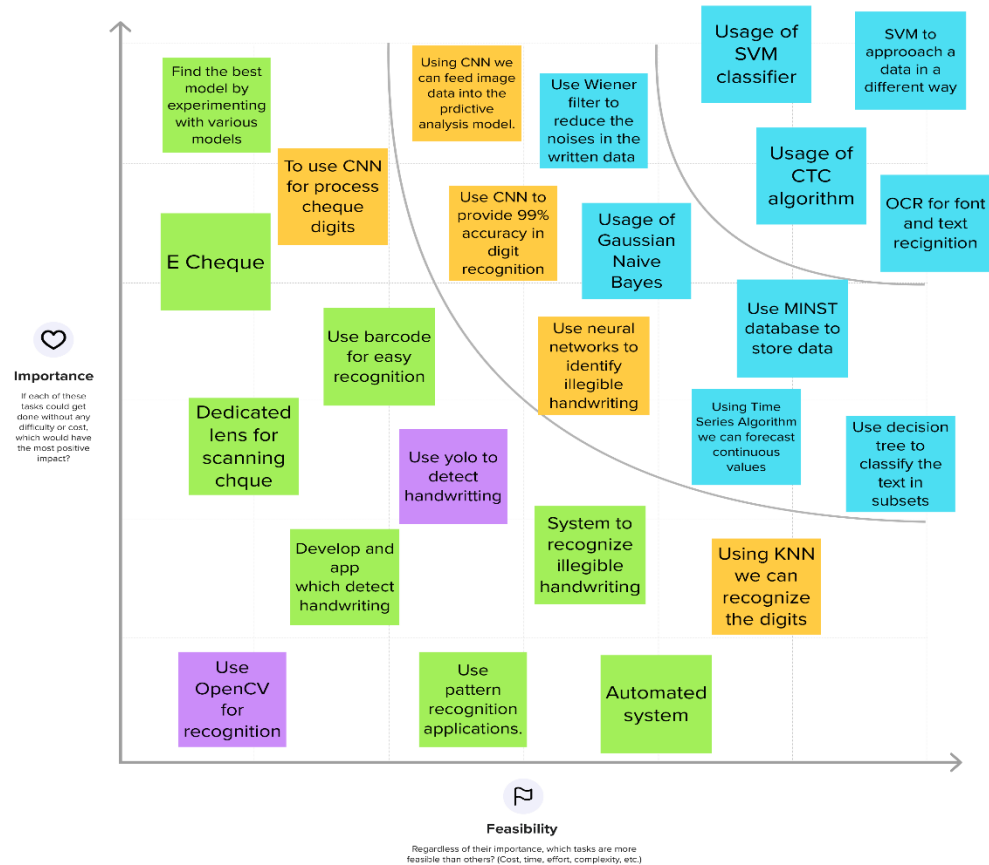 Find the best
model by
experimenting
with various
models
Using CNN we
can feed image
data into the
prdictive
analysis model.
Use Wiener
filter to
reduce the
noises in the
written data
Usage of
SVM
classifier
SVM to
approoach a
data in a
different way
To use CNN
for process
cheque
digits
Use CNN to
provide 99%
accuracy in
digit
recognition
Usage of
Gaussian
Naive
Bayes
Usage of
CTC
algorithm
OCR for font
and text
recignition
E Cheque
Use barcode
for easy
recognition
Use neural
networks to
identify
illegible
handwriting
Use MINST
database to
store data
Importance
If each of these
tasks could get
done without any
difficulty or cost,
which would have
the most positive
impact?
Dedicated
lens for
scanning
chque
Use yolo to
detect
handwritting
Using Time
Series Algorithm
we can forecast
continuous
values
Use decision
tree to
classify the
text in
subsets
Develop and
app
which detect
handwriting
System to
recognize
illegible
handwriting
Using KNN
we can
recognize
the digits
Use
OpenCV
for
recognition
Use
pattern
recognition
applications.
Automated
system
Feasibility
Regardless of their importance, which tasks are more
feasible than others? (Cost, time, effort, complexity, etc.)